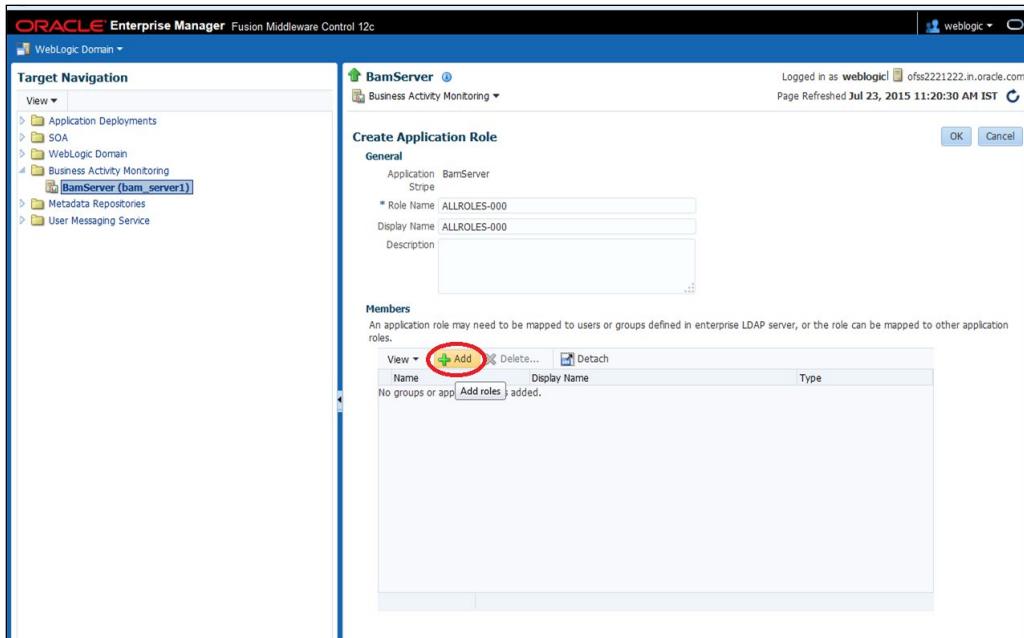 ORACLE Enterprise Manager Fusion Middleware Control 12c
weblogic
WebLogic Domain
Target Navigation
View
Application Deployments
SOA
WebLogic Domain
Business Activity Monitoring
BamServer (bam_server1)
Metadata Repositories
User Messaging Service
BamServer
Business Activity Monitoring
Logged in as weblogic ofss2221222.in.oracle.com
Page Refreshed Jul 23, 2015 11:20:30 AM IST
Create Application Role
OK Cancel
General
Application Stripe BamServer
* Role Name ALLROLES-000
Display Name ALLROLES-000
Description
Members
An application role may need to be mapped to users or groups defined in enterprise LDAP server, or the role can be mapped to other application
roles.
View Add Delete... Detach
Name Display Name Type
No groups or app added.
Add roles